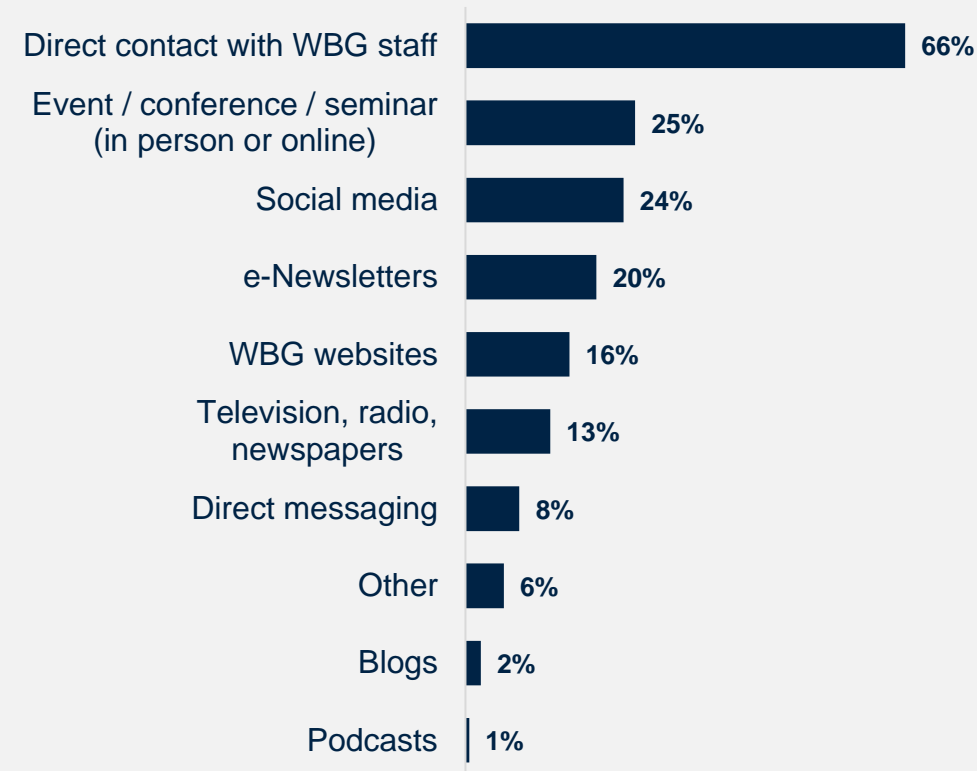 Direct contact with WBG staff 66%
Event / conference / seminar
(in person or online) 25%
Social media 24%
e-Newsletters 20%
WBG websites 16%
Television, radio,
newspapers 13%
Direct messaging 8%
Other 6%
Blogs 2%
Podcasts 1%